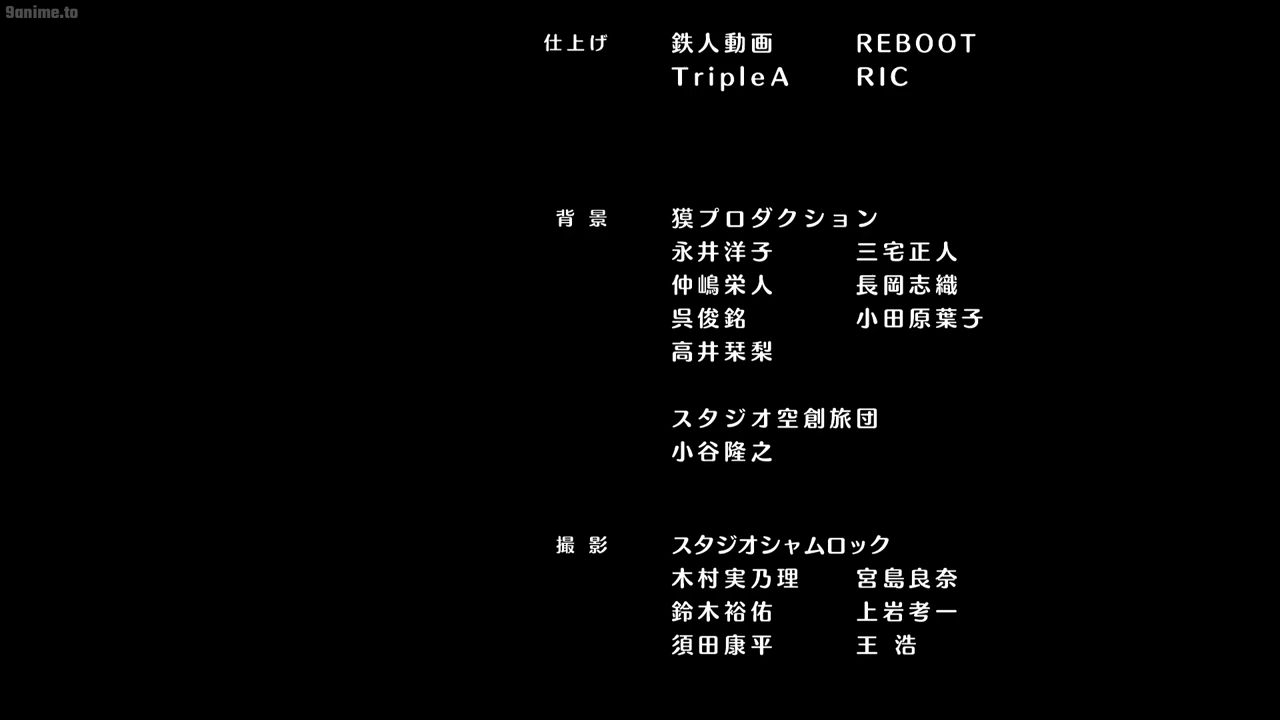 9anime.to
仕上げ 鉄人動画 REBOOT
TripleA RIC
背景 獏プロダクション
永井洋子 三宅正人
仲嶋栄人 長岡志織
呉俊銘 小田原葉子
高井栞梨
スタジオ空創旅団
小谷隆之
撮影 スタジオシャムロック
木村実乃理 宮島良奈
鈴木裕佑 上岩考一
須田康平 王 浩